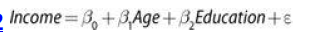 Income = β₀ + β₁Age + β₂Education + ε